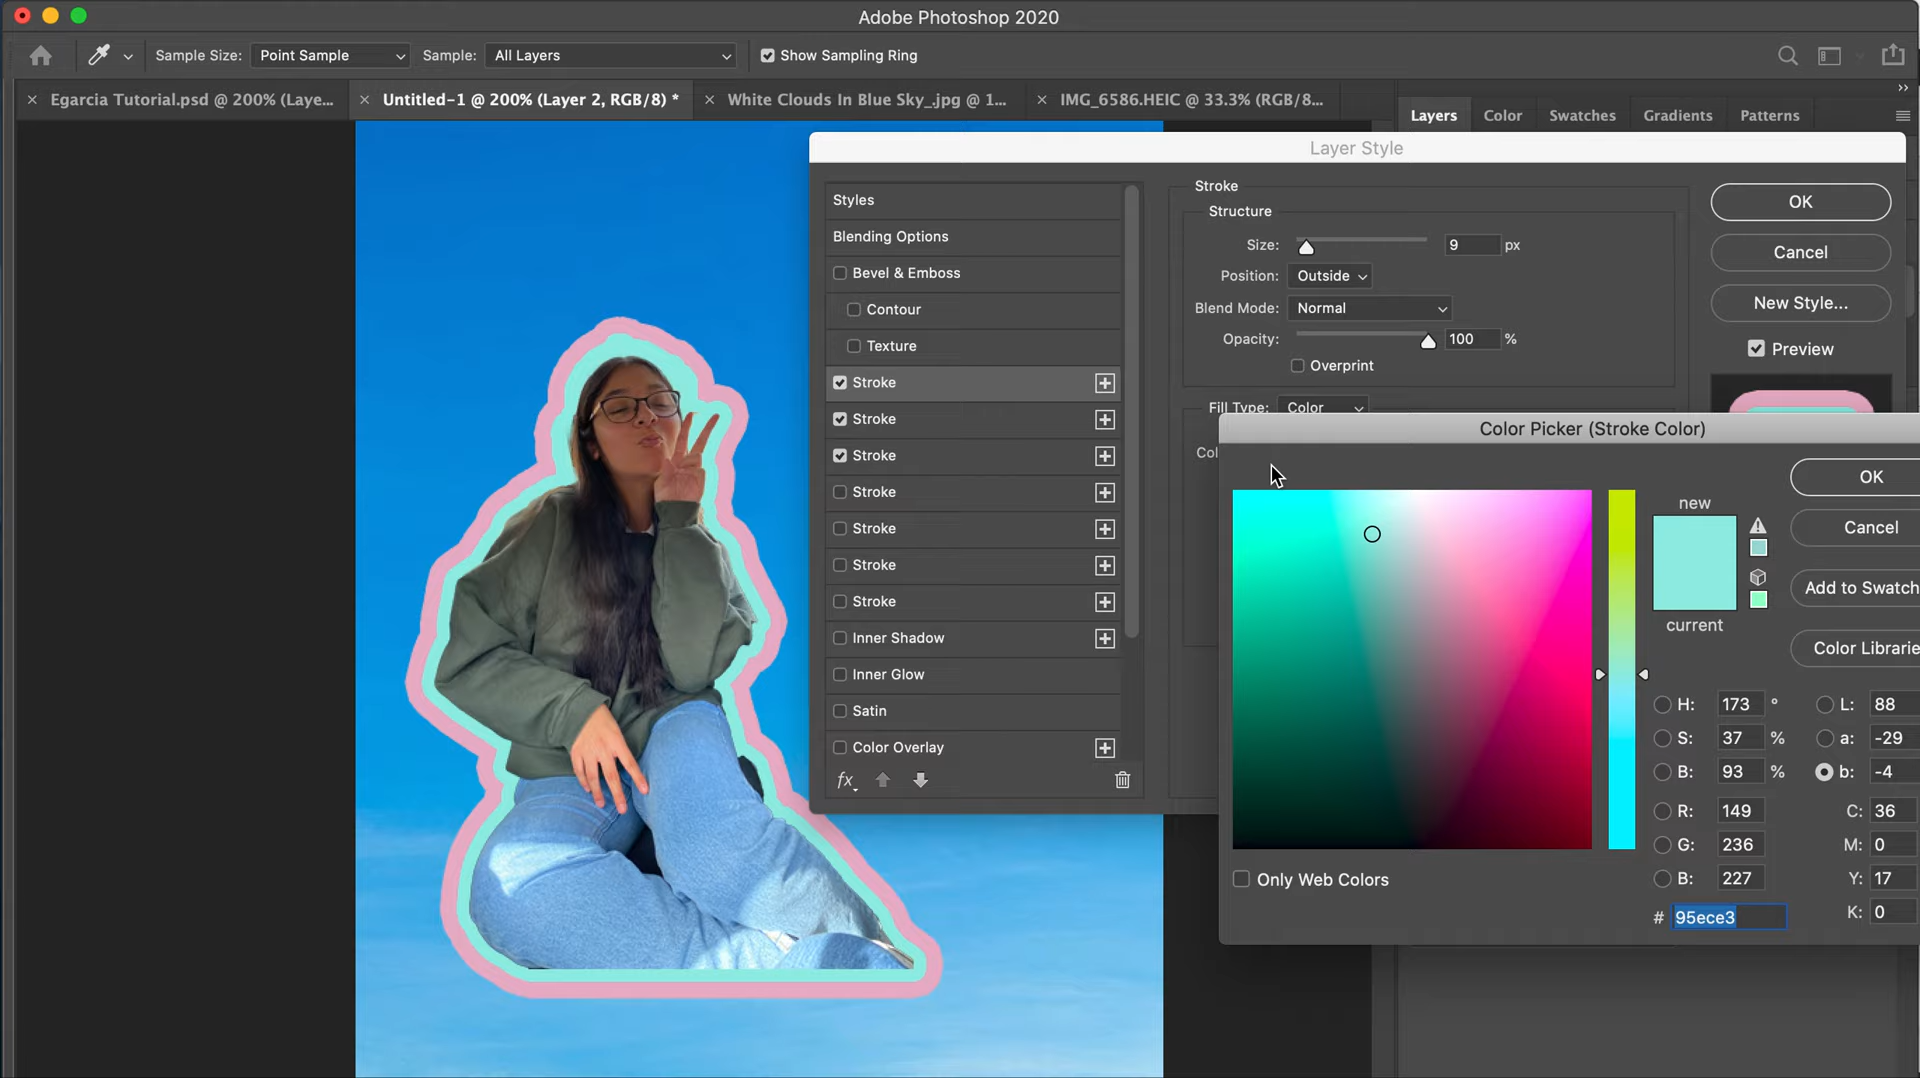 Adobe Photoshop 2020
Sample Size: Point Sample Sample: All Layers Show Sampling Ring
Egarcia Tutorial.psd @ 200% (Laye... Untitled-1 @ 200% (Layer 2, RGB/8) * White Clouds In Blue Sky_.jpg @ 1... IMG_6586.HEIC @ 33.3% (RGB/8...
Layers Color Swatches Gradients Patterns
Layer Style
Styles
Blending Options
Bevel & Emboss
Contour
Texture
Stroke
Stroke
Stroke
Stroke
Stroke
Stroke
Stroke
Inner Shadow
Inner Glow
Satin
Color Overlay
fx
Stroke
Structure
Size: 9 px
Position: Outside
Blend Mode: Normal
Opacity: 100 %
Overprint
Fill Type: Color
Col
OK
Cancel
New Style...
Preview
Color Picker (Stroke Color)
new
current
OK
Cancel
Add to Swatch
Color Librarie
H: 173 ° L: 88
S: 37 % a: -29
B: 93 % b: -4
R: 149 C: 36
G: 236 M: 0
B: 227 Y: 17
# 95ece3 K: 0
Only Web Colors